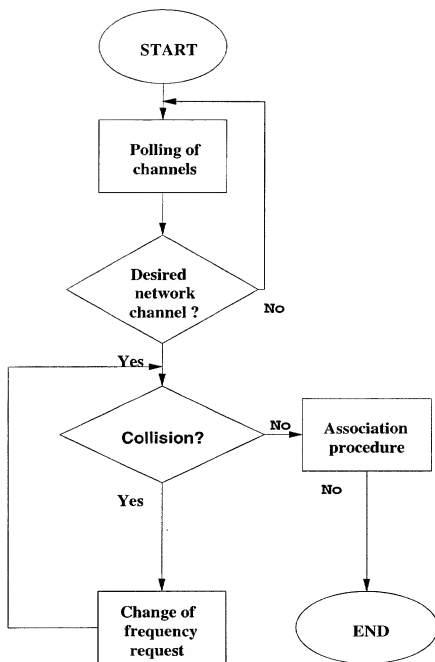 START
Polling of
channels
Desired
network
channel ?
No
Yes
Collision?
No
Association
procedure
No
Yes
Change of
frequency
request
END